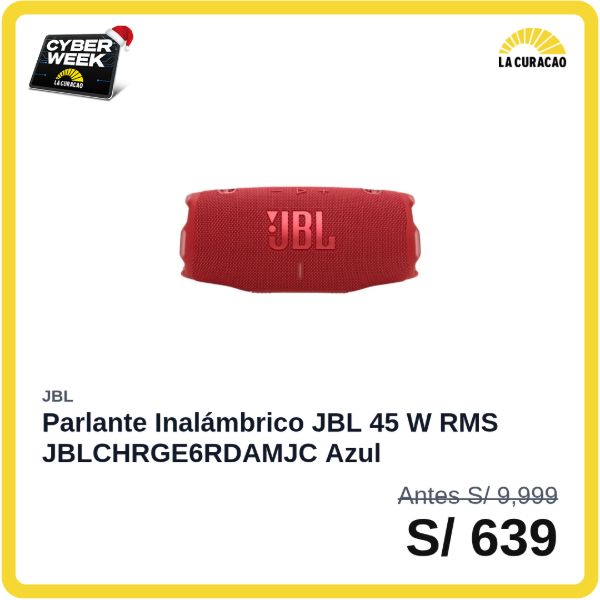 CYBER
WEEK
LA CURACAO
LA CURACAO
JBL
JBL
Parlante Inalámbrico JBL 45 W RMS
JBLCHRGE6RDAMJC Azul
Antes S/ 9,999
S/ 639